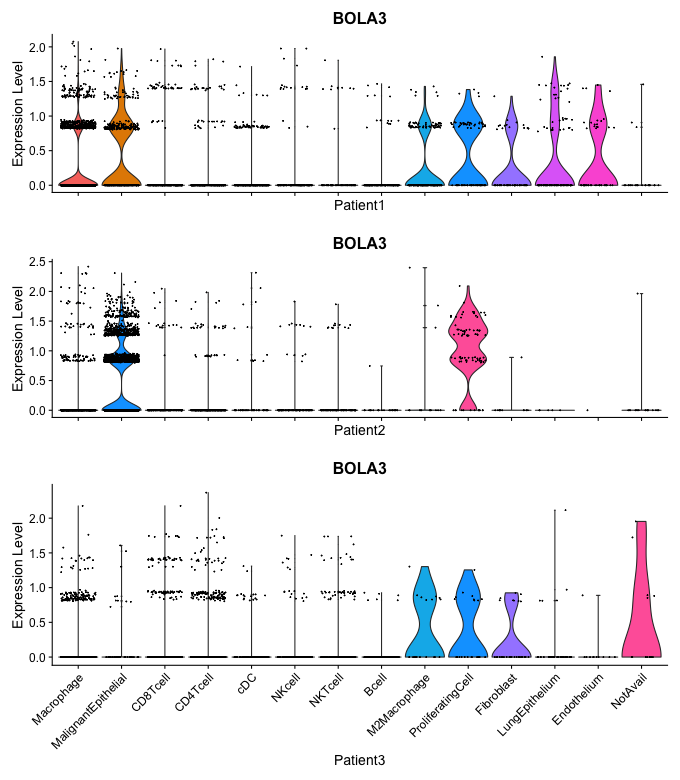 BOLA3
Expression Level
2.0
1.5
1.0
0.5
0.0
Patient1
BOLA3
Expression Level
2.5
2.0
1.5
1.0
0.5
0.0
Patient2
BOLA3
Expression Level
2.0
1.5
1.0
0.5
0.0
Macrophage
MalignantEpithelial
CD8Tcell
CD4Tcell
cDC
NKcell
NKTcell
Bcell
M2Macrophage
ProliferatingCell
Fibroblast
LungEpithelium
Endothelium
NotAvail
Patient3